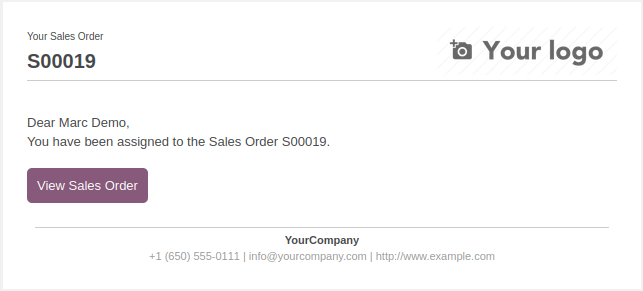 Your Sales Order
S00019
Your logo
Dear Marc Demo,
You have been assigned to the Sales Order S00019.
View Sales Order
YourCompany
+1 (650) 555-0111 | info@yourcompany.com | http://www.example.com